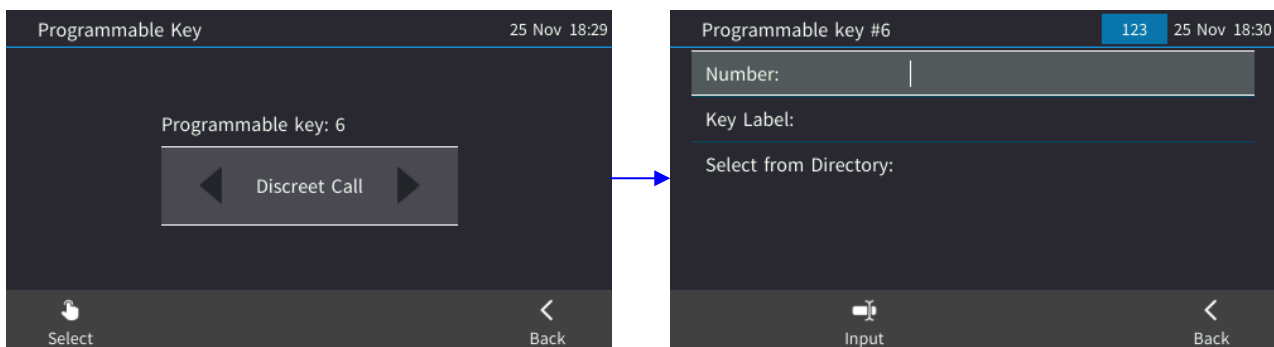 Programmable Key 25 Nov 18:29
Programmable key: 6
Discreet Call
Select Back
Programmable key #6 123 25 Nov 18:30
Number:
Key Label:
Select from Directory:
Input Back